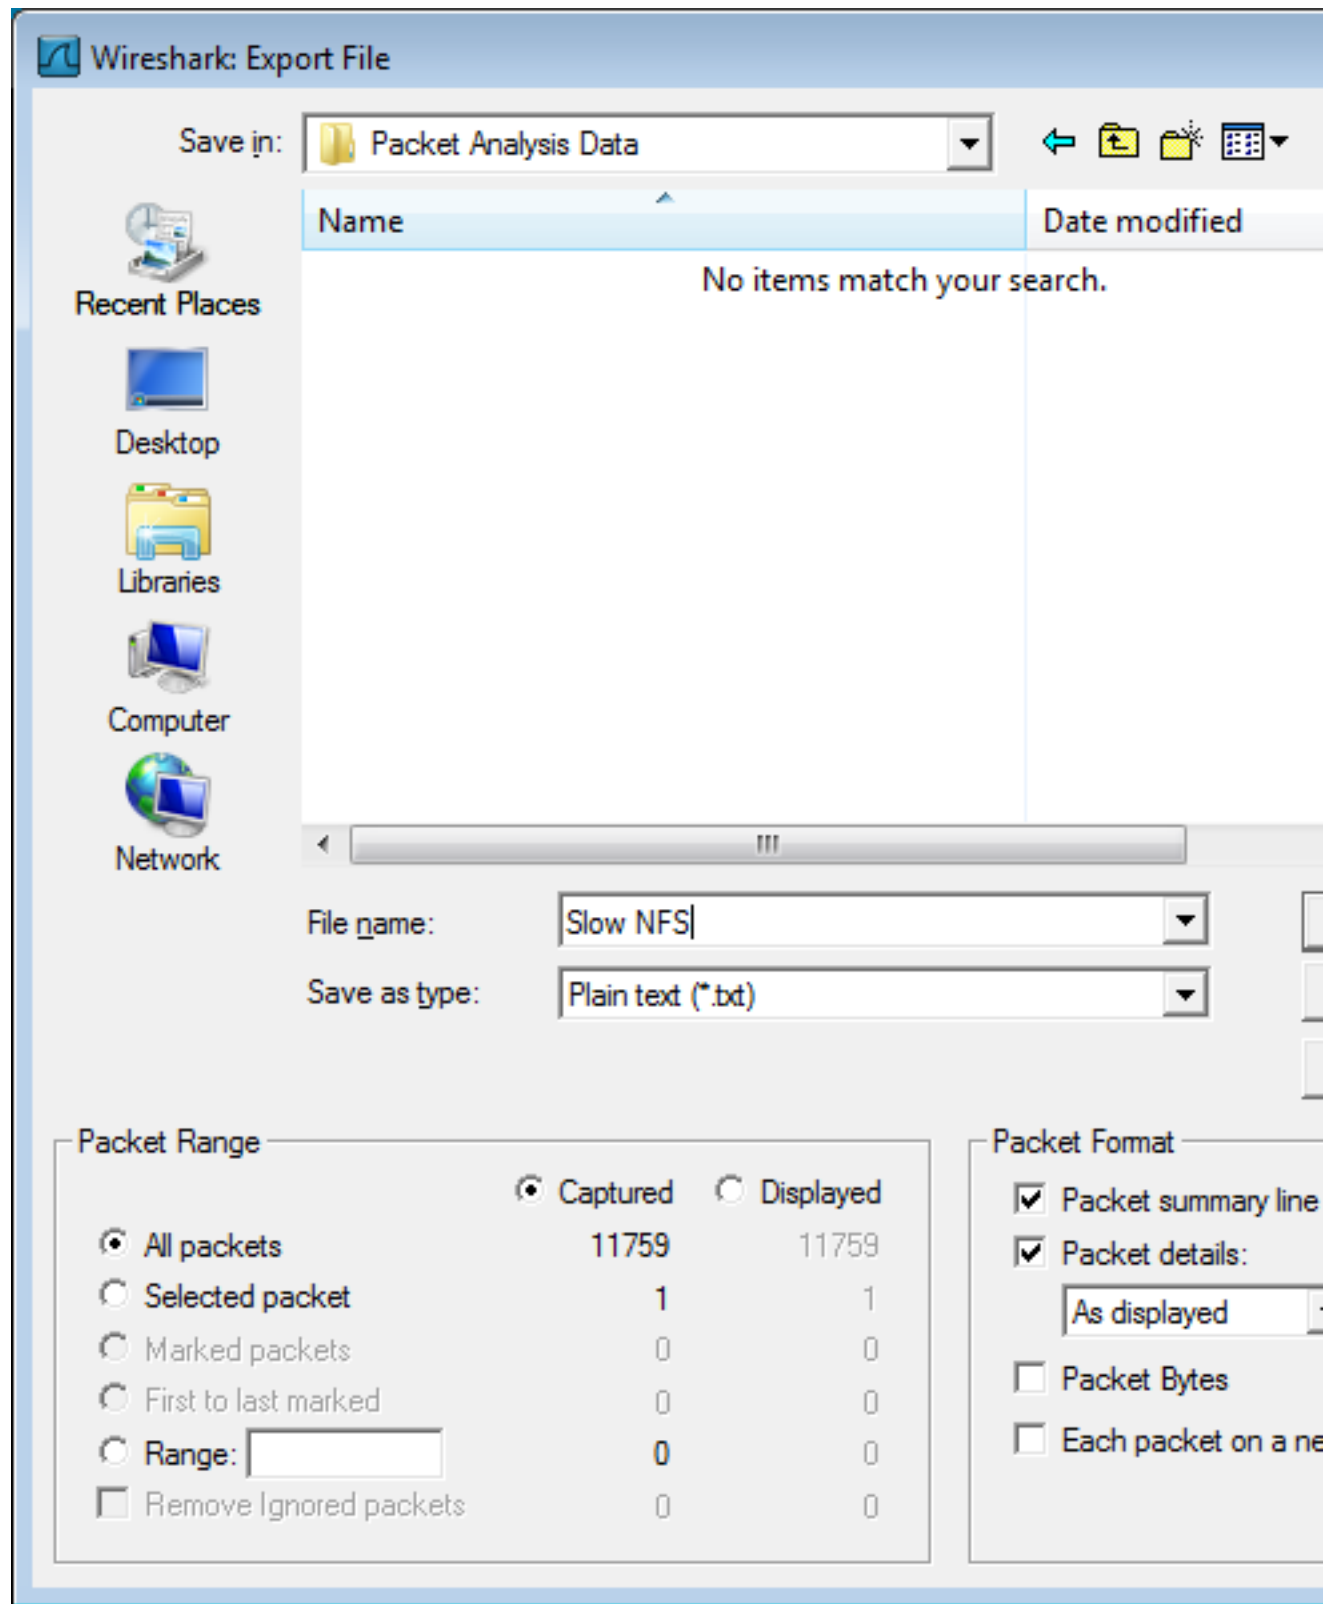 Wireshark: Export File
Save in: Packet Analysis Data
Name Date modified
No items match your search.
Recent Places
Desktop
Libraries
Computer
Network
File name: Slow NFS
Save as type: Plain text (*.txt)
Packet Range
Captured Displayed
All packets 11759 11759
Selected packet 1 1
Marked packets 0 0
First to last marked 0 0
Range: 0 0
Remove Ignored packets 0 0
Packet Format
Packet summary line
Packet details:
As displayed
Packet Bytes
Each packet on a ne